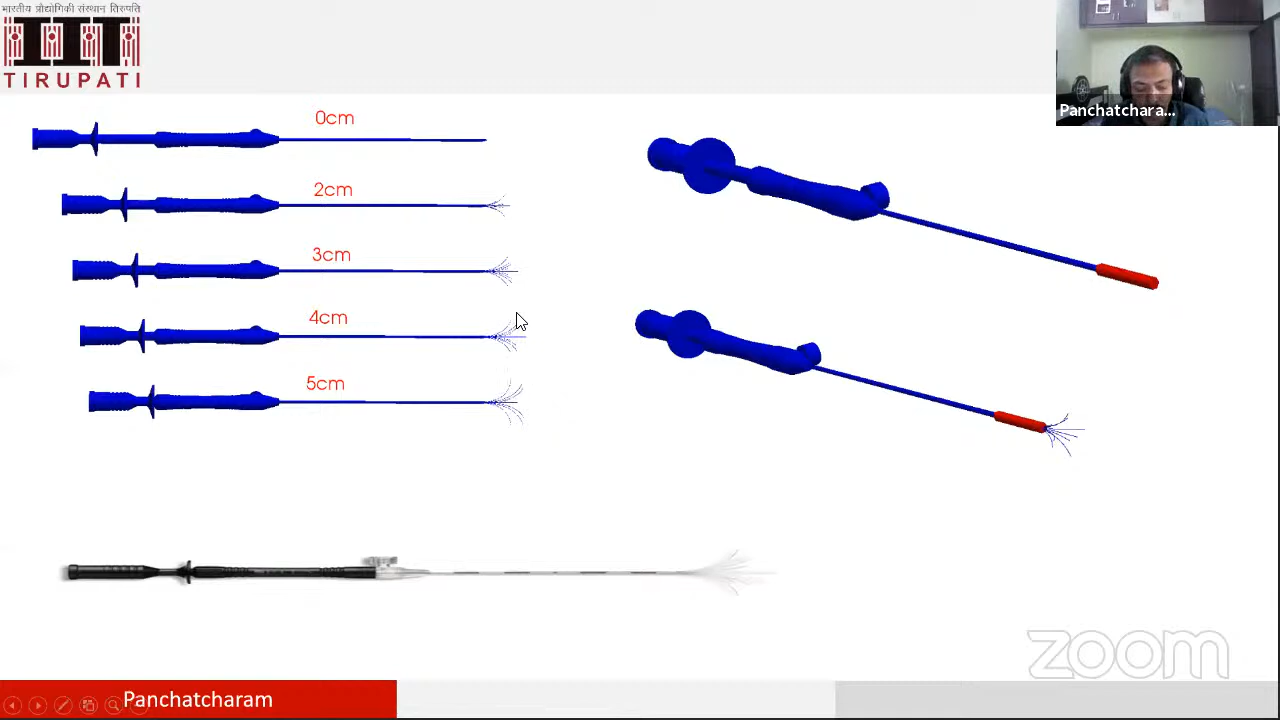 भारतीय प्रौद्योगिकी संस्थान तिरुपति
TIRUPATI
Panchatchara...
0cm
2cm
3cm
4cm
5cm
zoom
Panchatcharam